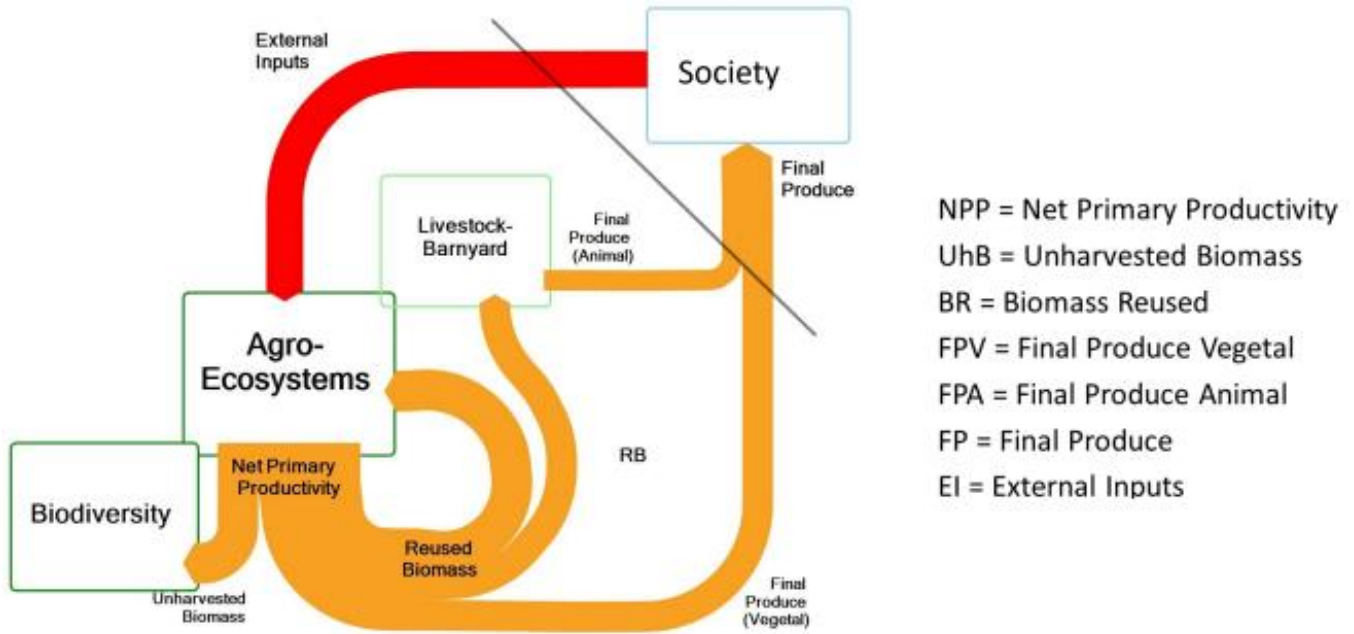 External
Inputs
Society
Final
Produce
Livestock-
Barnyard
Final
Produce
(Animal)
Agro-
Ecosystems
RB
Net Primary
Productivity
Biodiversity
Reused
Biomass
Unharvested
Biomass
Final
Produce
(Vegetal)
NPP = Net Primary Productivity
UhB = Unharvested Biomass
BR = Biomass Reused
FPV = Final Produce Vegetal
FPA = Final Produce Animal
FP = Final Produce
EI = External Inputs